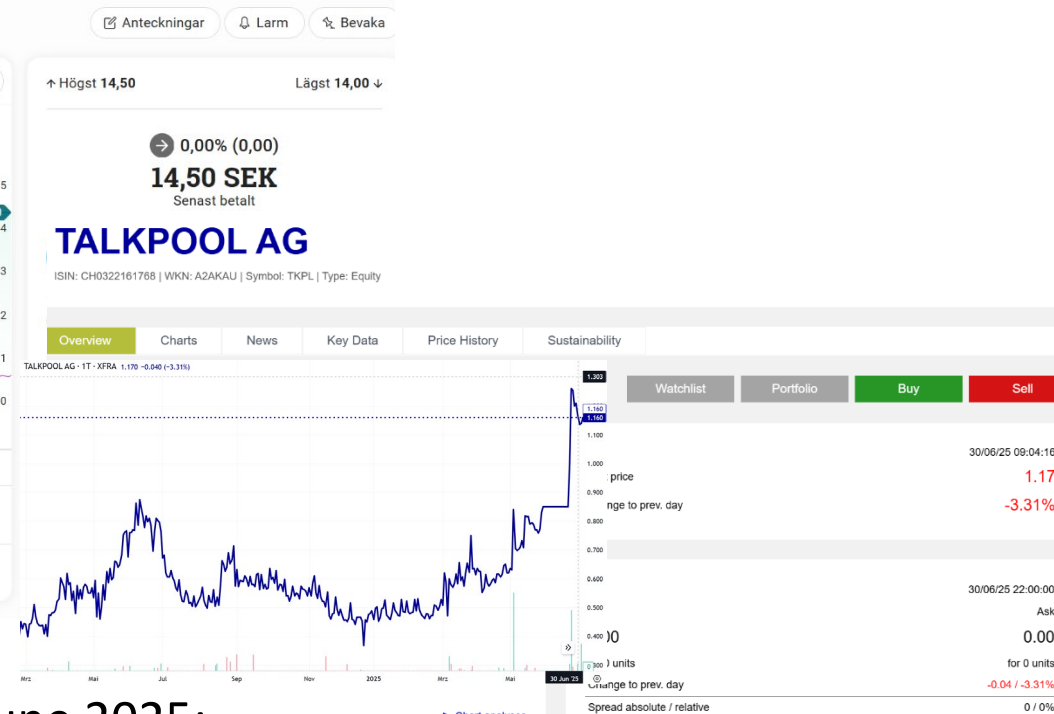 Anteckningar Larm Bevaka
Högst 14,50 Lägst 14,00
0,00% (0,00)
14,50 SEK
Senast betalt
TALKPOOL AG
ISIN: CH0322161768 | WKN: A2AKAU | Symbol: TKPL | Type: Equity
5
4
3
2
1
0
Overview Charts News Key Data Price History Sustainability
TALKPOOL AG · 1T · XFRA 1.170 -0.040 (-3.31%)
1.303
1.160
1.160
1.100
1.000
0.900
0.800
0.700
0.600
0.500
0.400
Mrz Mai Jul Sep Nov 2025 Mrz Mai 30 Jun '25
Watchlist Portfolio Buy Sell
30/06/25 09:04:16
price 1.17
nge to prev. day -3.31%
30/06/25 22:00:00
Ask
00 0.00
units for 0 units
Change to prev. day -0.04 / -3.31%
Spread absolute / relative 0 / 0%
2025: